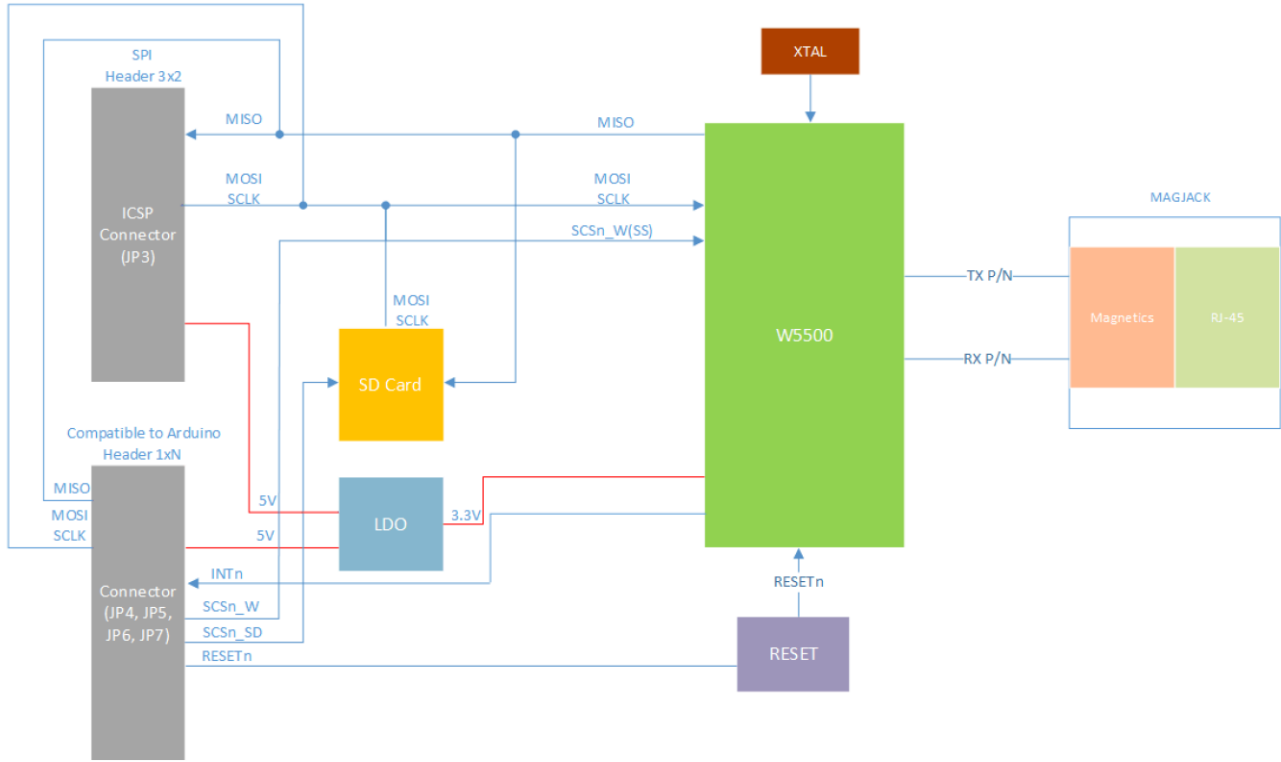 SPI
Header 3x2
XTAL
MISO
MISO
MOSI
SCLK
MOSI
SCLK
ICSP
Connector
(JP3)
SCSn_W(SS)
MAGJACK
TX P/N
Magnetics
RJ-45
MOSI
SCLK
W5500
RX P/N
SD Card
Compatible to Arduino
Header 1xN
MISO
MOSI
SCLK
5V
5V
LDO
3.3V
INTn
RESETn
Connector
(JP4, JP5,
JP6, JP7)
SCSn_W
SCSn_SD
RESETn
RESET